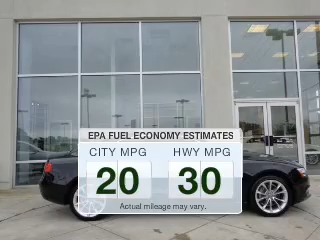 EPA FUEL ECONOMY ESTIMATES
CITY MPG HWY MPG
20 30
Actual mileage may vary.